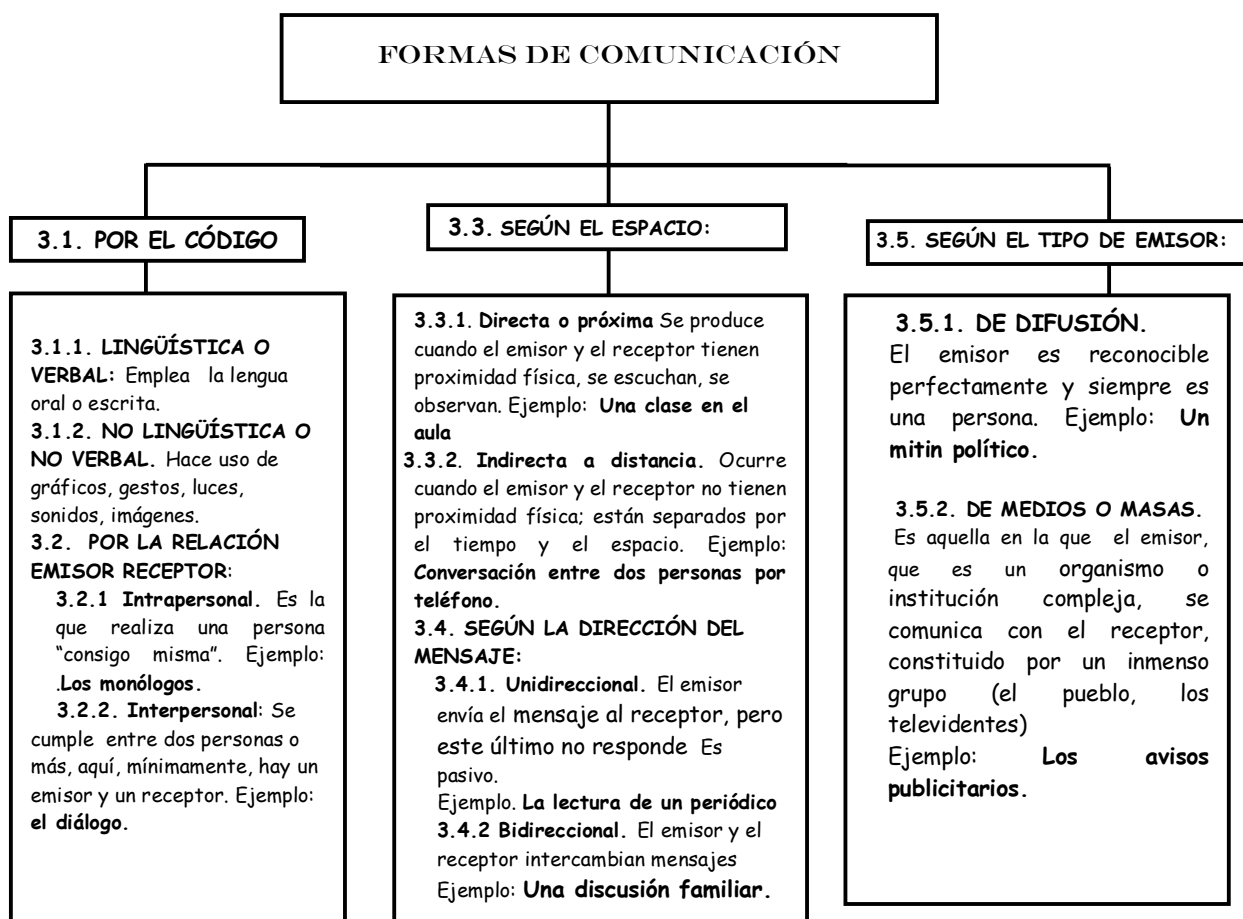 FORMAS DE COMUNICACIÓN
3.1. POR EL CÓDIGO
3.1.1. LINGÜÍSTICA O
VERBAL: Emplea la lengua
oral o escrita.
3.1.2. NO LINGÜÍSTICA O
NO VERBAL. Hace uso de
gráficos, gestos, luces,
sonidos, imágenes.
3.2. POR LA RELACIÓN
EMISOR RECEPTOR:
3.2.1 Intrapersonal. Es la
que realiza una persona
“consigo misma”. Ejemplo:
.Los monólogos.
3.2.2. Interpersonal: Se
cumple entre dos personas o
más, aquí, mínimamente, hay un
emisor y un receptor. Ejemplo:
el diálogo.
3.3. SEGÚN EL ESPACIO:
3.3.1. Directa o próxima Se produce
cuando el emisor y el receptor tienen
proximidad física, se escuchan, se
observan. Ejemplo: Una clase en el
aula
3.3.2. Indirecta a distancia. Ocurre
cuando el emisor y el receptor no tienen
proximidad física; están separados por
el tiempo y el espacio. Ejemplo:
Conversación entre dos personas por
teléfono.
3.4. SEGÚN LA DIRECCIÓN DEL
MENSAJE:
3.4.1. Unidireccional. El emisor
envía el mensaje al receptor, pero
este último no responde Es
pasivo.
Ejemplo. La lectura de un periódico
3.4.2 Bidireccional. El emisor y el
receptor intercambian mensajes
Ejemplo: Una discusión familiar.
3.5. SEGÚN EL TIPO DE EMISOR:
3.5.1. DE DIFUSIÓN.
El emisor es reconocible
perfectamente y siempre es
una persona. Ejemplo: Un
mitin político.
3.5.2. DE MEDIOS O MASAS.
Es aquella en la que el emisor,
que es un organismo o
institución compleja, se
comunica con el receptor,
constituido por un inmenso
grupo (el pueblo, los
televidentes)
Ejemplo: Los avisos
publicitarios.